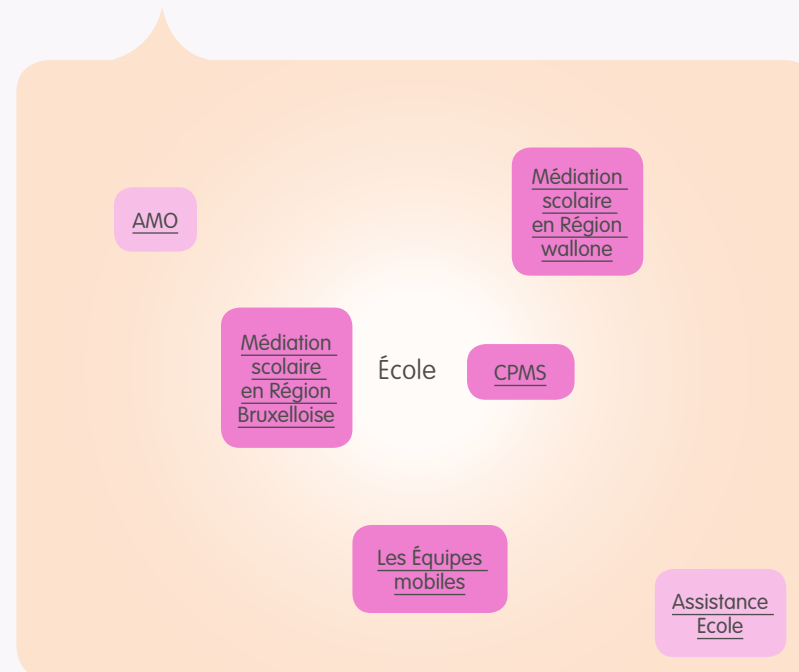 Médiation
scolaire
en Région
wallone
AMO
Médiation
scolaire
en Région
Bruxelloise
École
CPMS
Les Équipes
mobiles
Assistance
Ecole